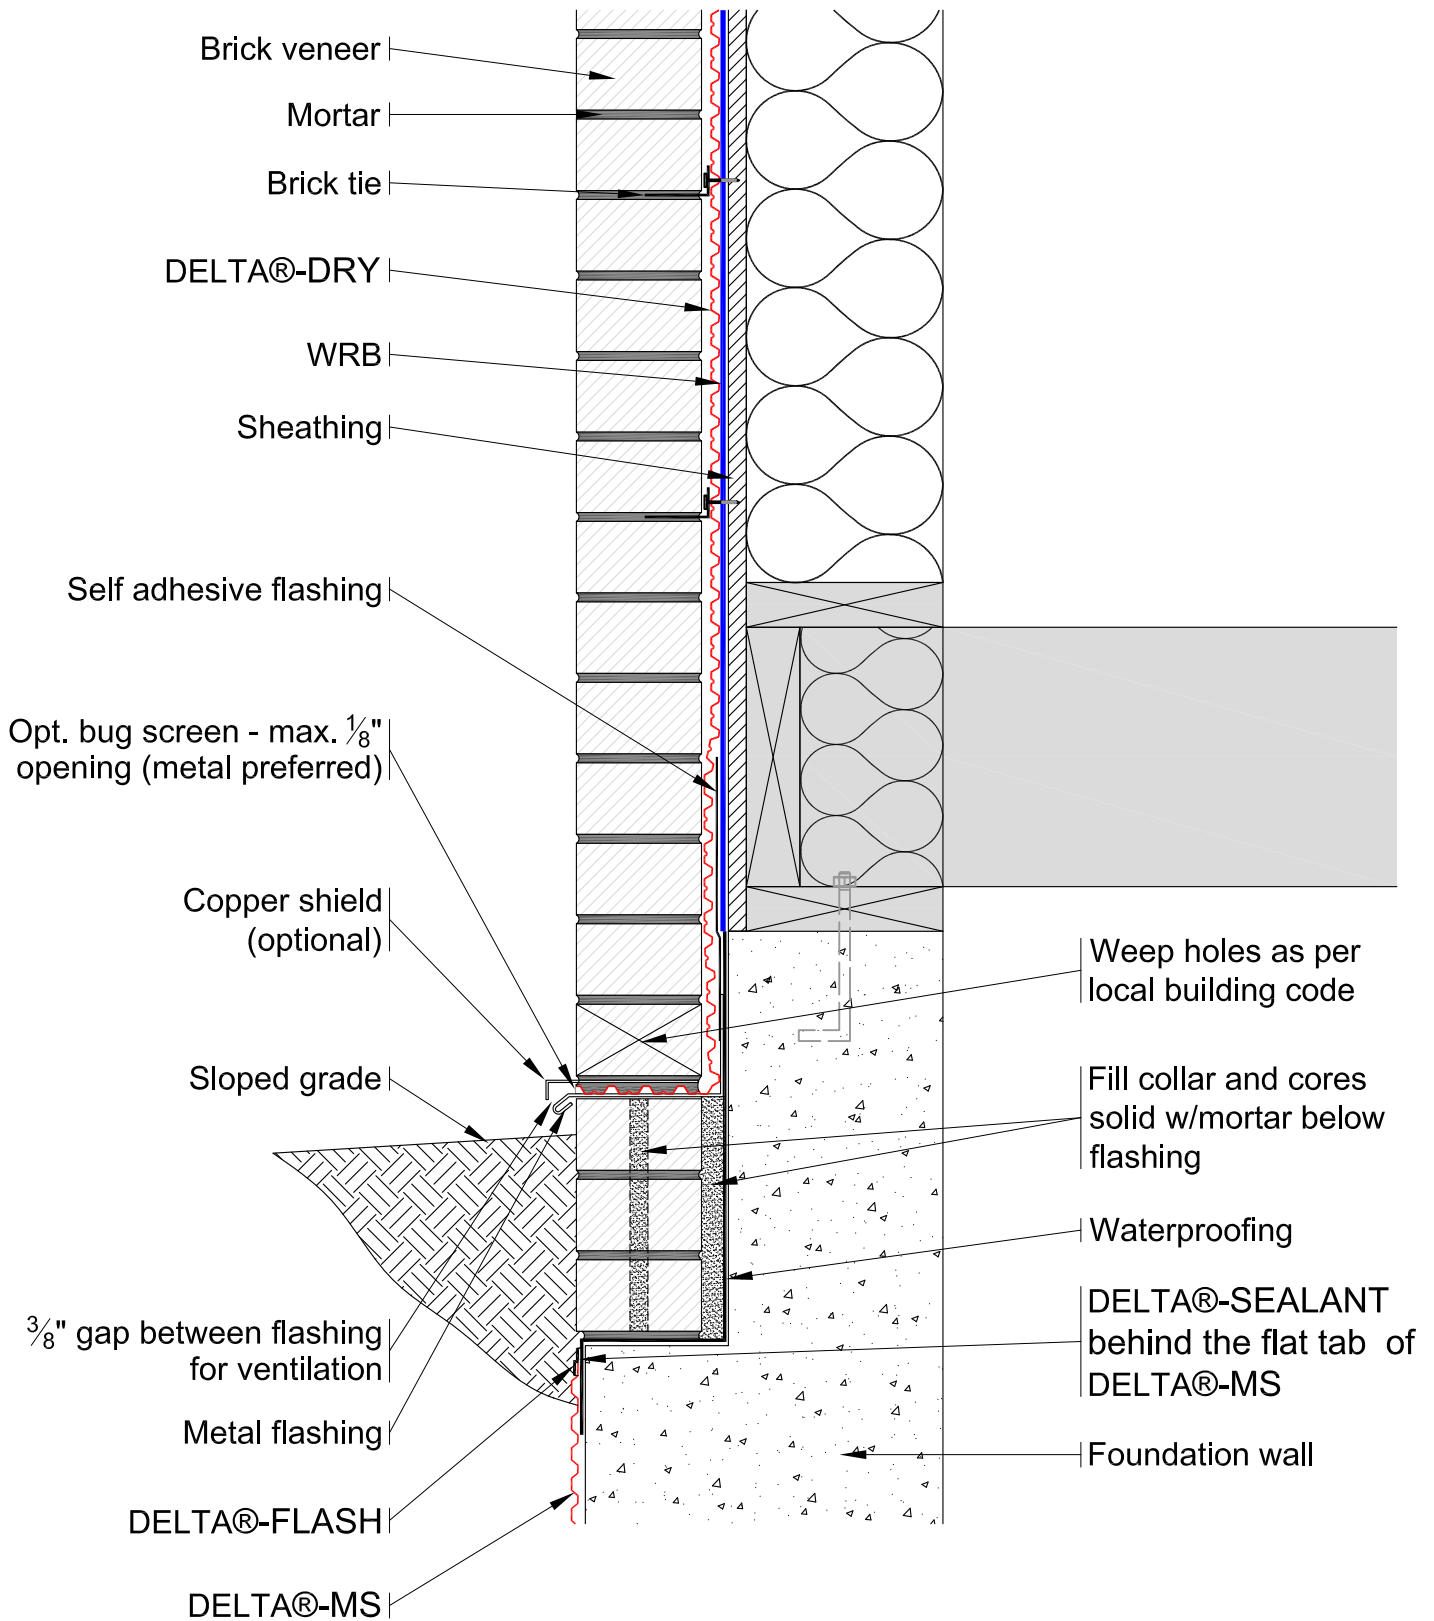 Brick veneer
Mortar
Brick tie
DELTA®-DRY
WRB
Sheathing
Self adhesive flashing
Opt. bug screen - max. ⅛"
opening (metal preferred)
Copper shield
(optional)
Sloped grade
⅜" gap between flashing
for ventilation
Metal flashing
DELTA®-FLASH
DELTA®-MS
Weep holes as per
local building code
Fill collar and cores
solid w/mortar below
flashing
Waterproofing
DELTA®-SEALANT
behind the flat tab of
DELTA®-MS
Foundation wall